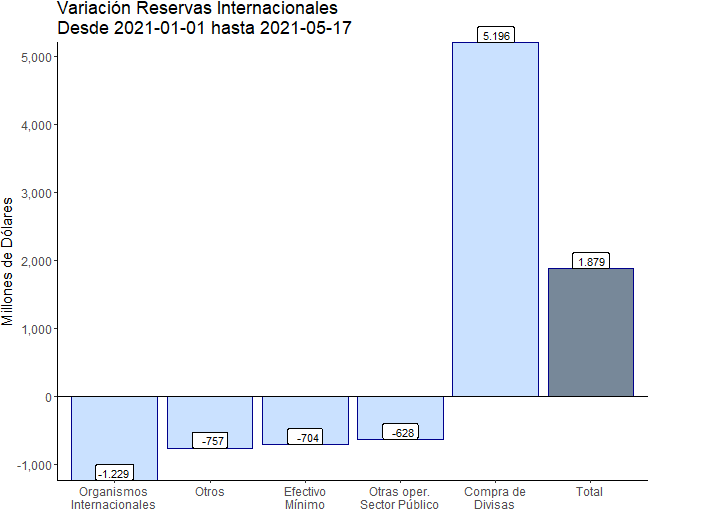 Variación Reservas Internacionales
Desde 2021-01-01 hasta 2021-05-17
Millones de Dólares
5,000
4,000
3,000
2,000
1,000
0
-1,000
-1.229
-757
-704
-628
5.196
1.879
Organismos
Internacionales
Otros
Efectivo
Mínimo
Otras oper.
Sector Público
Compra de
Divisas
Total